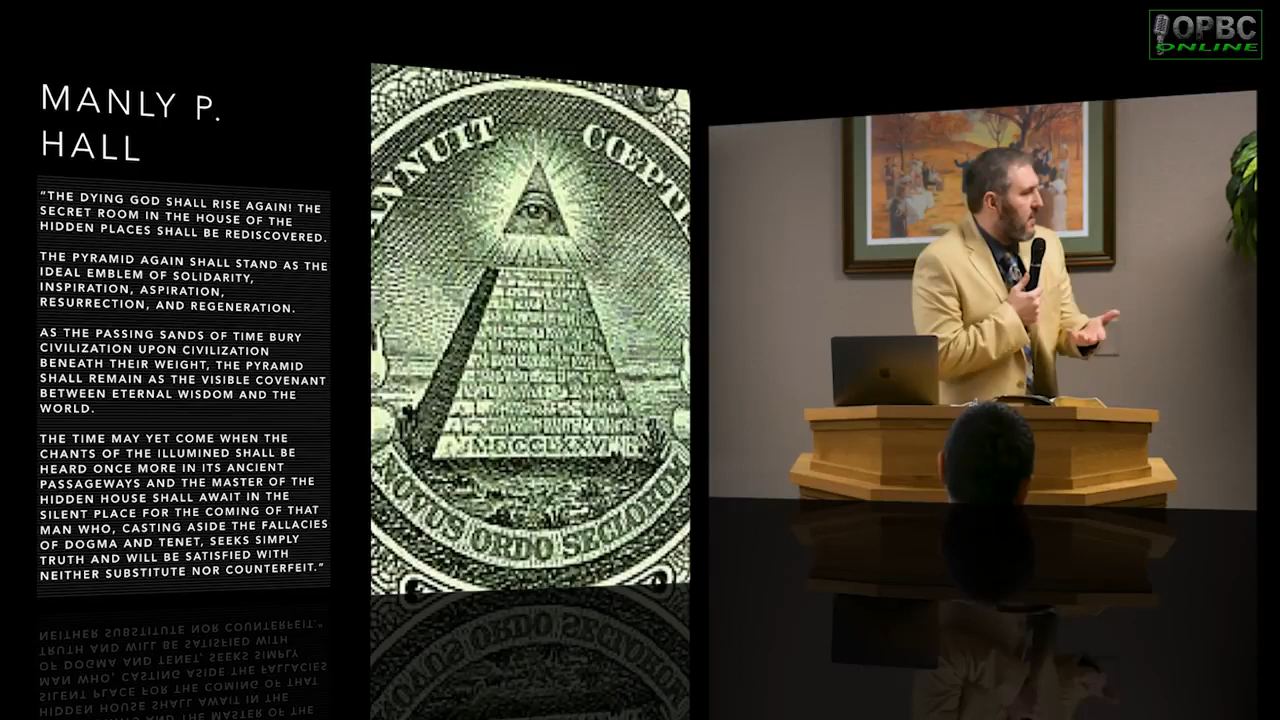 MANLY P.
HALL
"THE DYING GOD SHALL RISE AGAIN! THE
SECRET ROOM IN THE HOUSE OF THE
HIDDEN PLACES SHALL BE REDISCOVERED.
THE PYRAMID AGAIN SHALL STAND AS THE
IDEAL EMBLEM OF SOLIDARITY,
INSPIRATION, ASPIRATION,
RESURRECTION, AND REGENERATION.
AS THE PASSING SANDS OF TIME BURY
CIVILIZATION UPON CIVILIZATION
BENEATH THEIR WEIGHT, THE PYRAMID
SHALL REMAIN AS THE VISIBLE COVENANT
BETWEEN ETERNAL WISDOM AND THE
WORLD.
THE TIME MAY YET COME WHEN THE
CHANTS OF THE ILLUMINED SHALL BE
HEARD ONCE MORE IN ITS ANCIENT
PASSAGEWAYS AND THE MASTER OF THE
HIDDEN HOUSE SHALL AWAIT IN THE
SILENT PLACE FOR THE COMING OF THAT
MAN WHO, CASTING ASIDE THE FALLACIES
OF DOGMA AND TENET, SEEKS SIMPLY
TRUTH AND WILL BE SATISFIED WITH
NEITHER SUBSTITUTE NOR COUNTERFEIT."
ANNUIT CŒPTI
MDCCLXXVI
NOVUS ORDO SECLORUM
OPBC
ONLINE